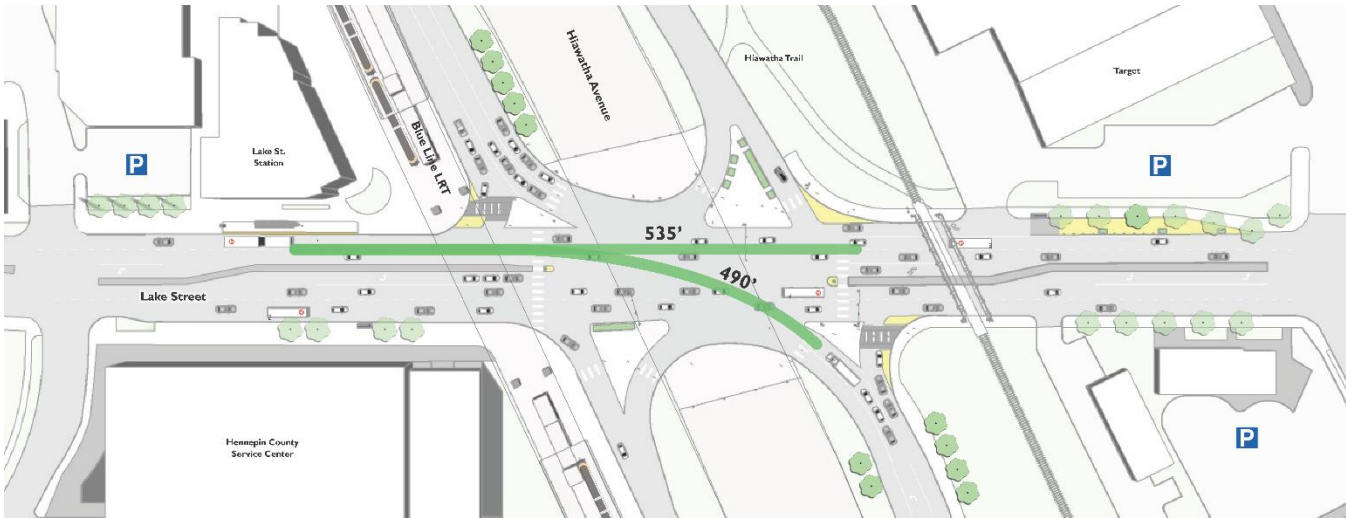 Hiawatha Avenue
Hiawatha Trail
Target
P
Lake St.
Station
Blue Line LRT
P
535'
490'
Lake Street
Hennepin County
Service Center
P